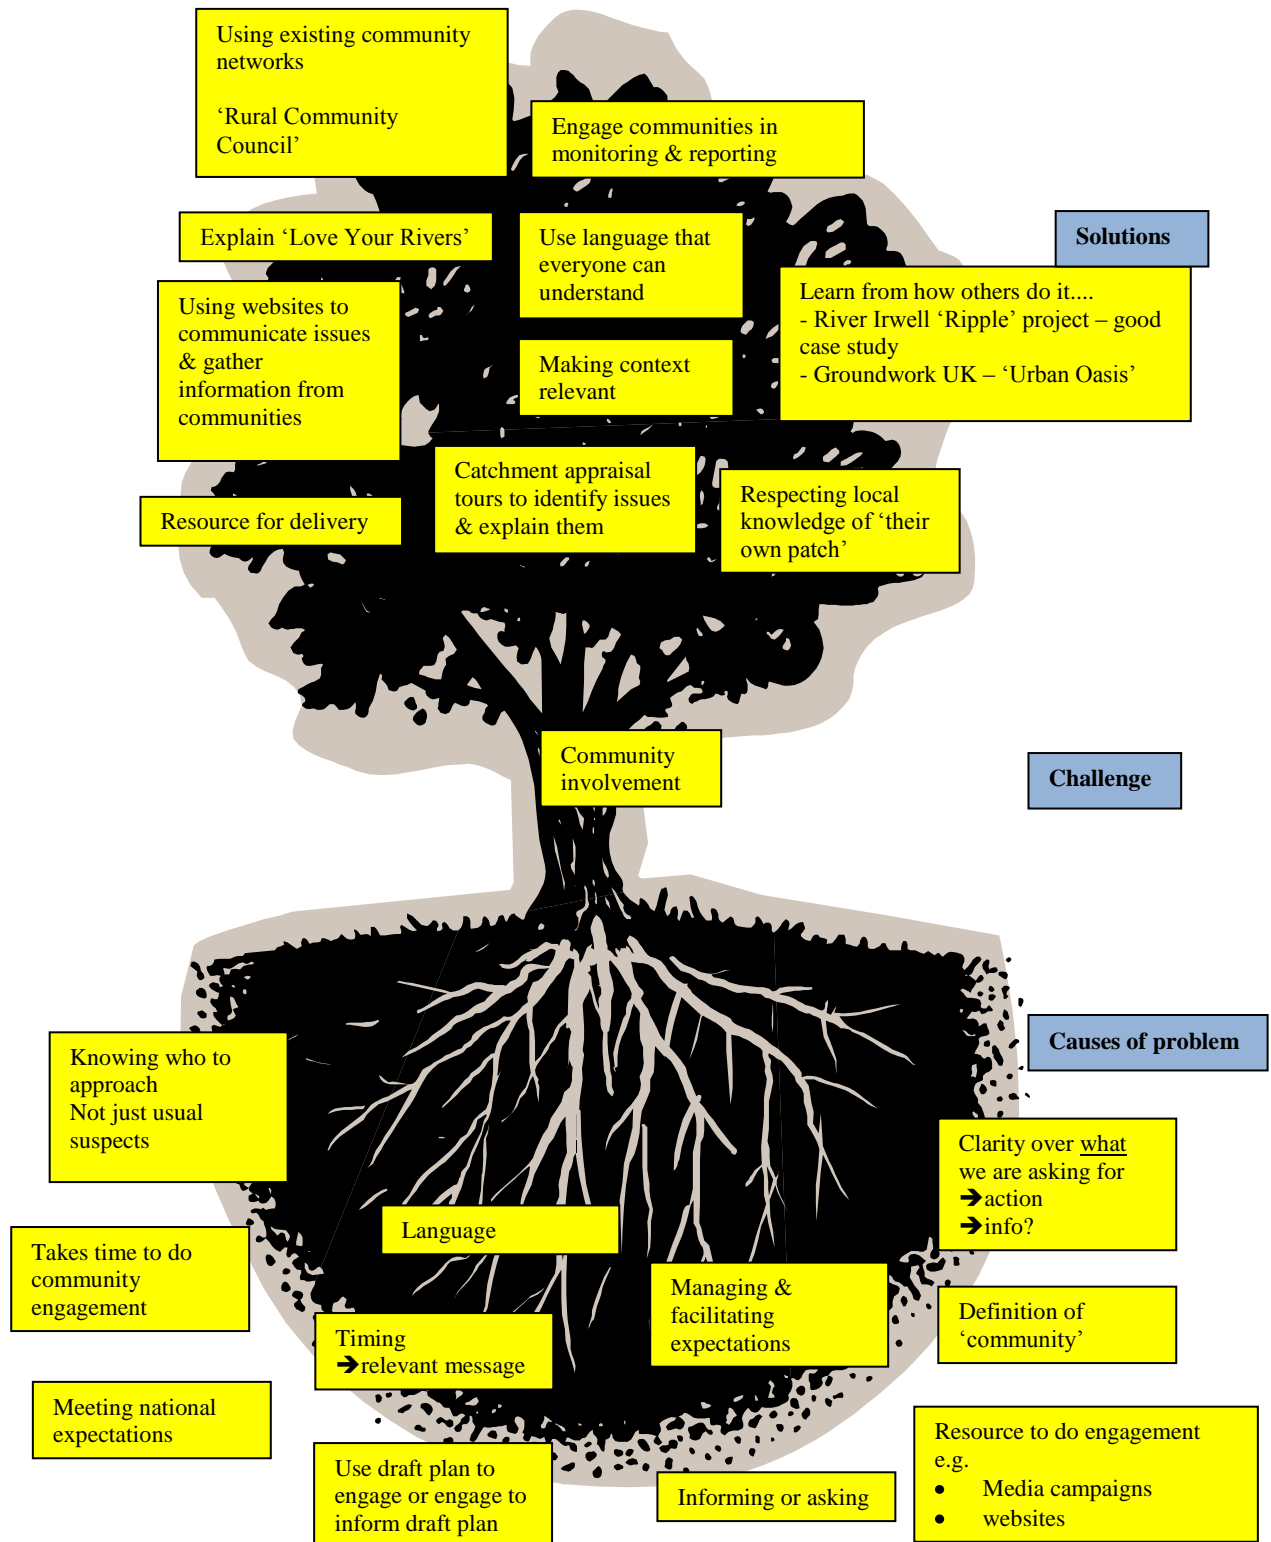 Using existing community
networks
‘Rural Community
Council’
Engage communities in
monitoring & reporting
Explain ‘Love Your Rivers’
Use language that
everyone can
understand
Solutions
Using websites to
communicate issues
& gather
information from
communities
Making context
relevant
Learn from how others do it....
- River Irwell ‘Ripple’ project – good
case study
- Groundwork UK – ‘Urban Oasis’
Resource for delivery
Catchment appraisal
tours to identify issues
& explain them
Respecting local
knowledge of ‘their
own patch’
Community
involvement
Challenge
Causes of problem
Knowing who to
approach
Not just usual
suspects
Clarity over what
we are asking for
➔action
➔info?
Language
Takes time to do
community
engagement
Managing &
facilitating
expectations
Definition of
‘community’
Timing
➔relevant message
Meeting national
expectations
Resource to do engagement
e.g.
• Media campaigns
• websites
Use draft plan to
engage or engage to
inform draft plan
Informing or asking